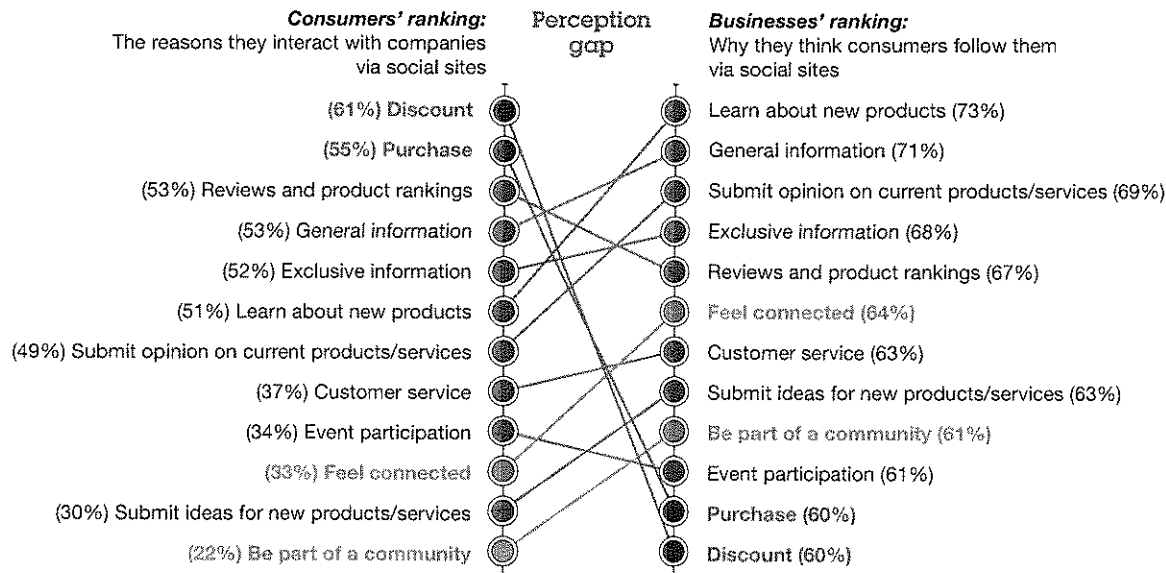 Consumers' ranking:
The reasons they interact with companies
via social sites
Perception
gap
Businesses' ranking:
Why they think consumers follow them
via social sites
(61%) Discount
(55%) Purchase
(53%) Reviews and product rankings
(53%) General information
(52%) Exclusive information
(51%) Learn about new products
(49%) Submit opinion on current products/services
(37%) Customer service
(34%) Event participation
(33%) Feel connected
(30%) Submit ideas for new products/services
(22%) Be part of a community
Learn about new products (73%)
General information (71%)
Submit opinion on current products/services (69%)
Exclusive information (68%)
Reviews and product rankings (67%)
Feel connected (64%)
Customer service (63%)
Submit ideas for new products/services (63%)
Be part of a community (61%)
Event participation (61%)
Purchase (60%)
Discount (60%)